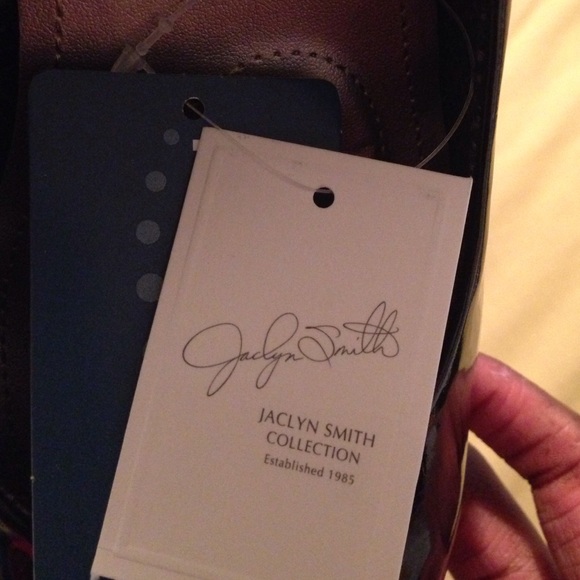 Jaclyn Smith
JACLYN SMITH
COLLECTION
Established 1985